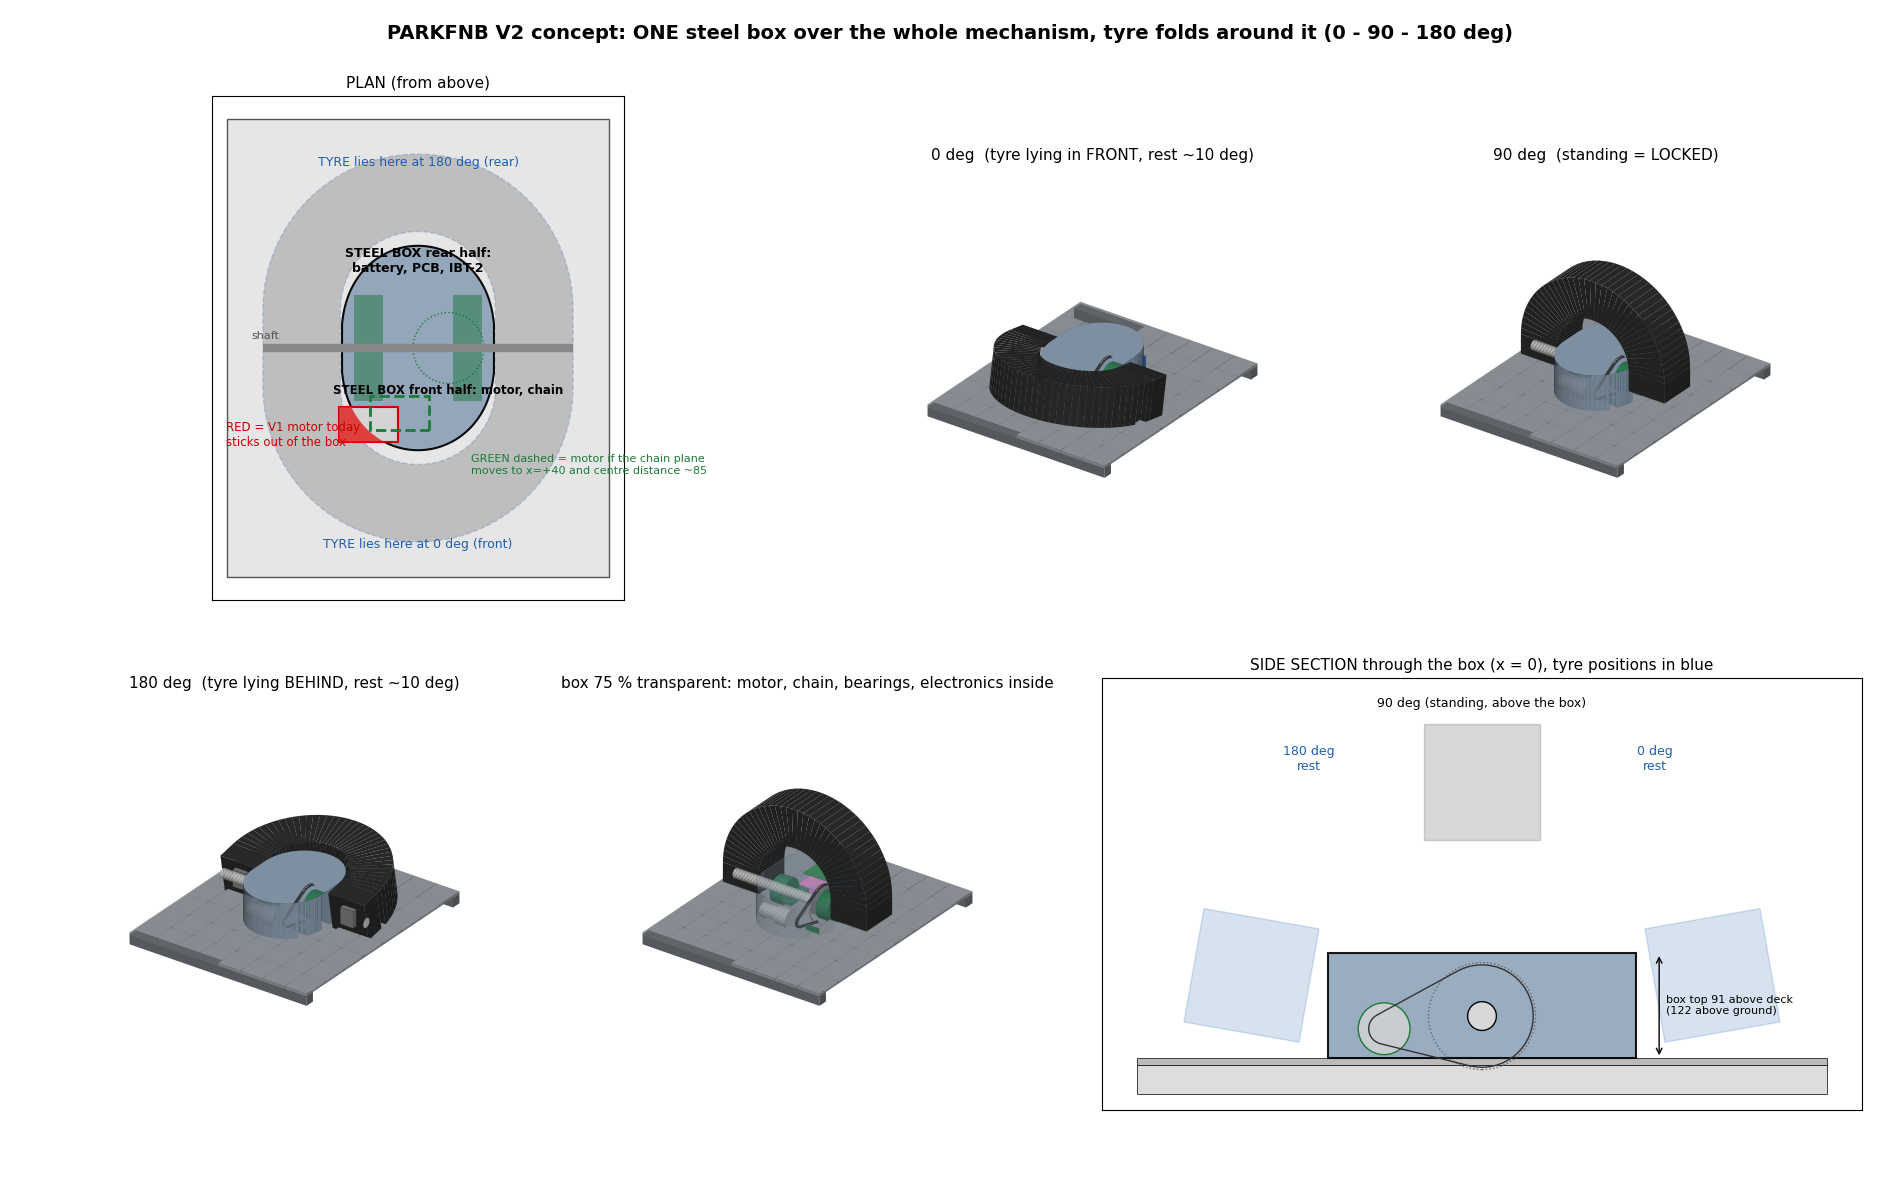 PARKFNB V2 concept: ONE steel box over the whole mechanism, tyre folds around it (0 - 90 - 180 deg)
PLAN (from above)
TYRE lies here at 180 deg (rear)
STEEL BOX rear half:
battery, PCB, IBT-2
shaft
STEEL BOX front half: motor, chain
RED = V1 motor today
sticks out of the box
GREEN dashed = motor if the chain plane
moves to x=+40 and centre distance ~85
TYRE lies here at 0 deg (front)
0 deg  (tyre lying in FRONT, rest ~10 deg)
90 deg  (standing = LOCKED)
180 deg  (tyre lying BEHIND, rest ~10 deg)
box 75 % transparent: motor, chain, bearings, electronics inside
SIDE SECTION through the box (x = 0), tyre positions in blue
90 deg (standing, above the box)
180 deg
rest
0 deg
rest
box top 91 above deck
(122 above ground)